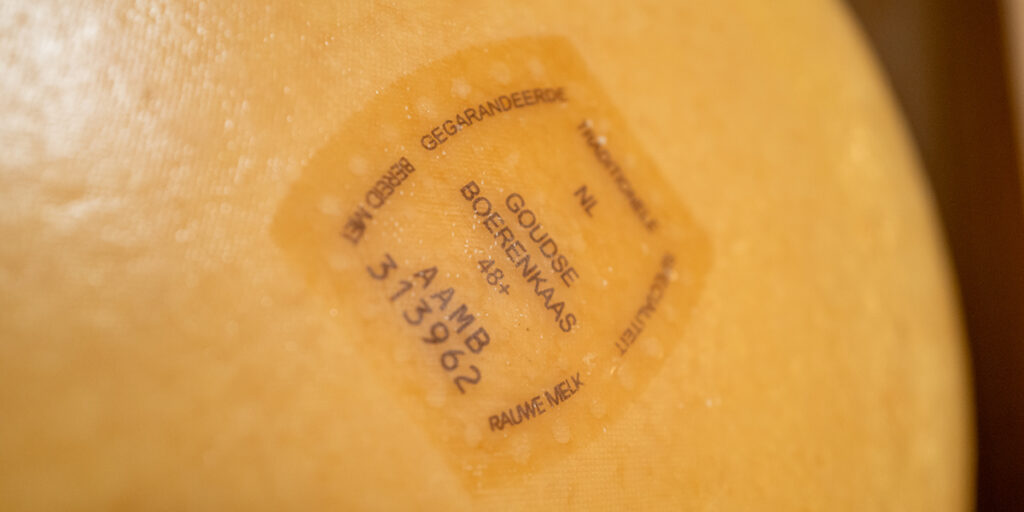 GEGARANDEERDE
TRADITIONELE
SPECIALITEIT
NL
GOUDSE
BOERENKAAS
48+
AAMB
313962
BEREID MET
RAUWE MELK